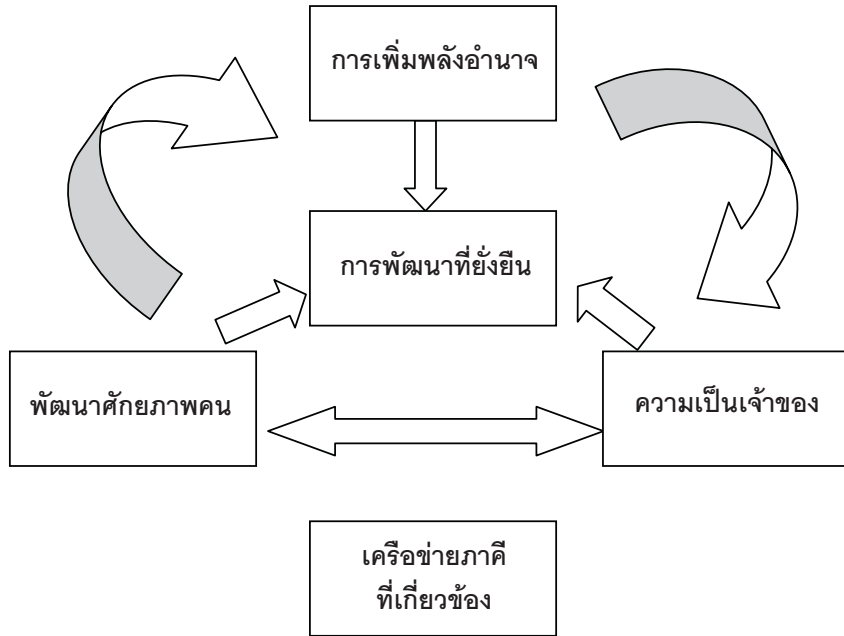 การเพิ่มพลังอำนาจ
การพัฒนาที่ยั่งยืน
พัฒนาศักยภาพคน
ความเป็นเจ้าของ
เครือข่ายภาคี
ที่เกี่ยวข้อง